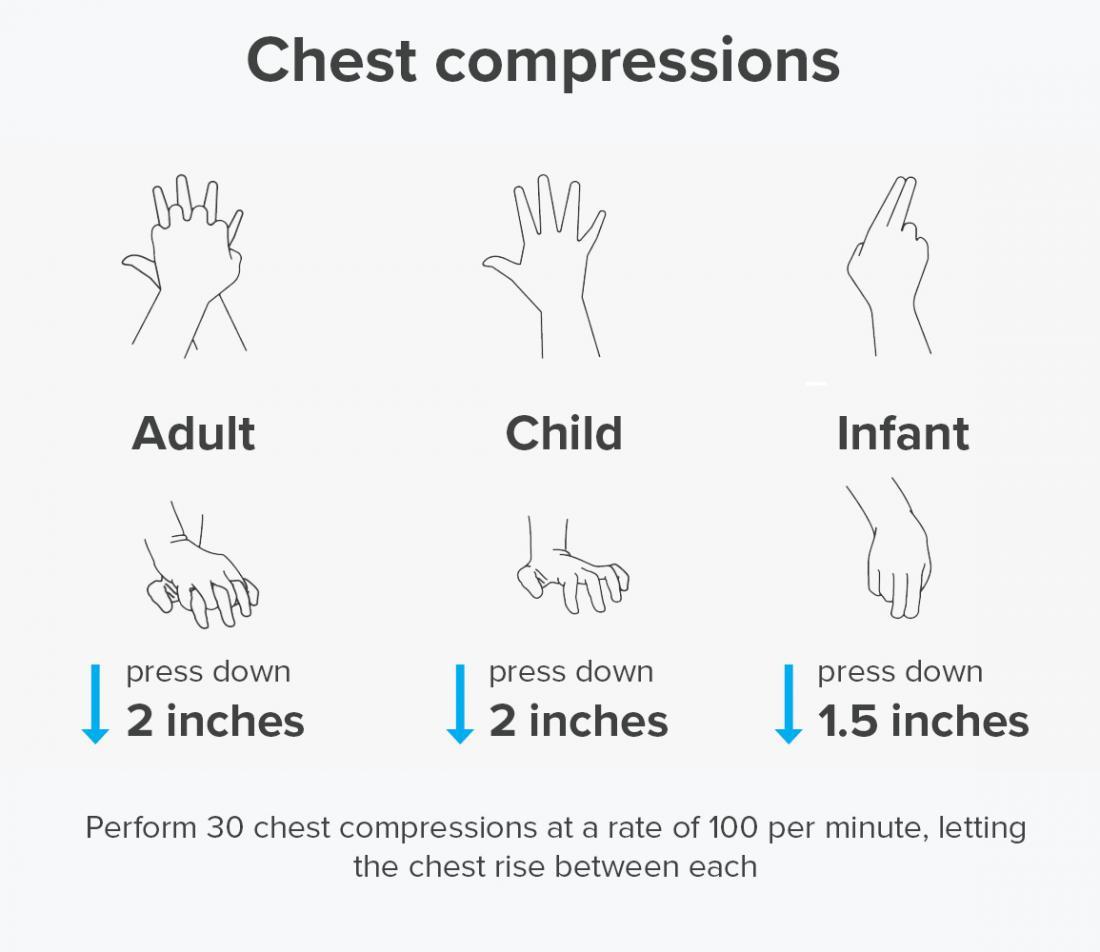 Chest compressions
Adult
Child
Infant
press down
2 inches
press down
2 inches
press down
1.5 inches
Perform 30 chest compressions at a rate of 100 per minute, letting
the chest rise between each